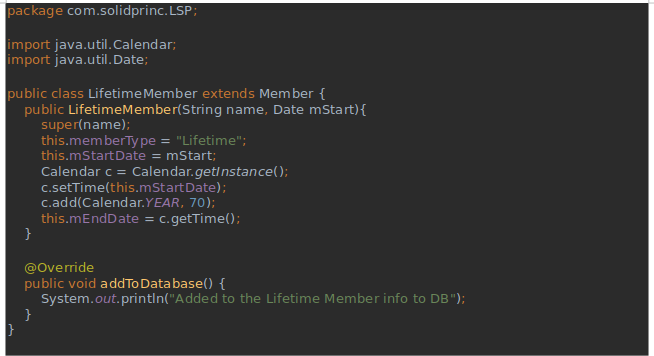 package com.solidprinc.LSP;
import java.util.Calendar;
import java.util.Date;
public class LifetimeMember extends Member {
public LifetimeMember(String name, Date mStart){
super(name);
this.memberType = "Lifetime";
this.mStartDate = mStart;
Calendar c = Calendar.getInstance();
c.setTime(this.mStartDate);
c.add(Calendar.YEAR, 70);
this.mEndDate = c.getTime();
}
@Override
public void addToDatabase() {
System.out.println("Added to the Lifetime Member info to DB");
}
}